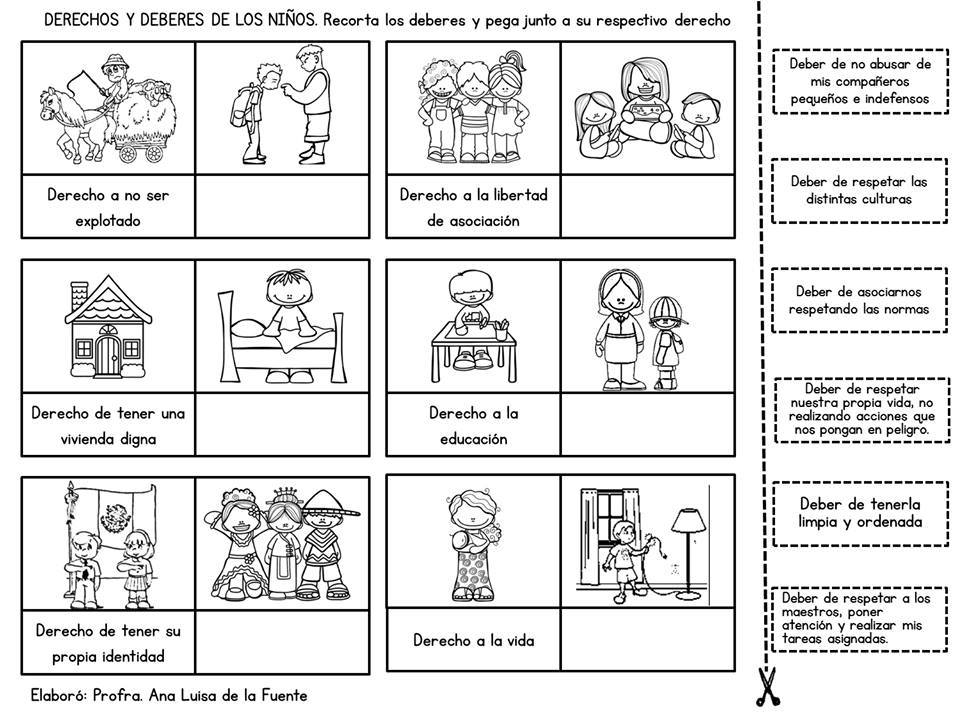 DERECHOS Y DEBERES DE LOS NIÑOS. Recorta los deberes y pega junto a su respectivo derecho
Derecho a no ser
explotado
Derecho a la libertad
de asociación
Derecho de tener una
vivienda digna
Derecho a la
educación
Derecho de tener su
propia identidad
Derecho a la vida
Elaboró: Profra. Ana Luisa de la Fuente
Deber de no abusar de
mis compañeros
pequeños e indefensos
Deber de respetar las
distintas culturas
Deber de asociarnos
respetando las normas
Deber de respetar
nuestra propia vida, no
realizando acciones que
nos pongan en peligro.
Deber de tenerla
limpia y ordenada
Deber de respetar a los
maestros, poner
atención y realizar mis
tareas asignadas.